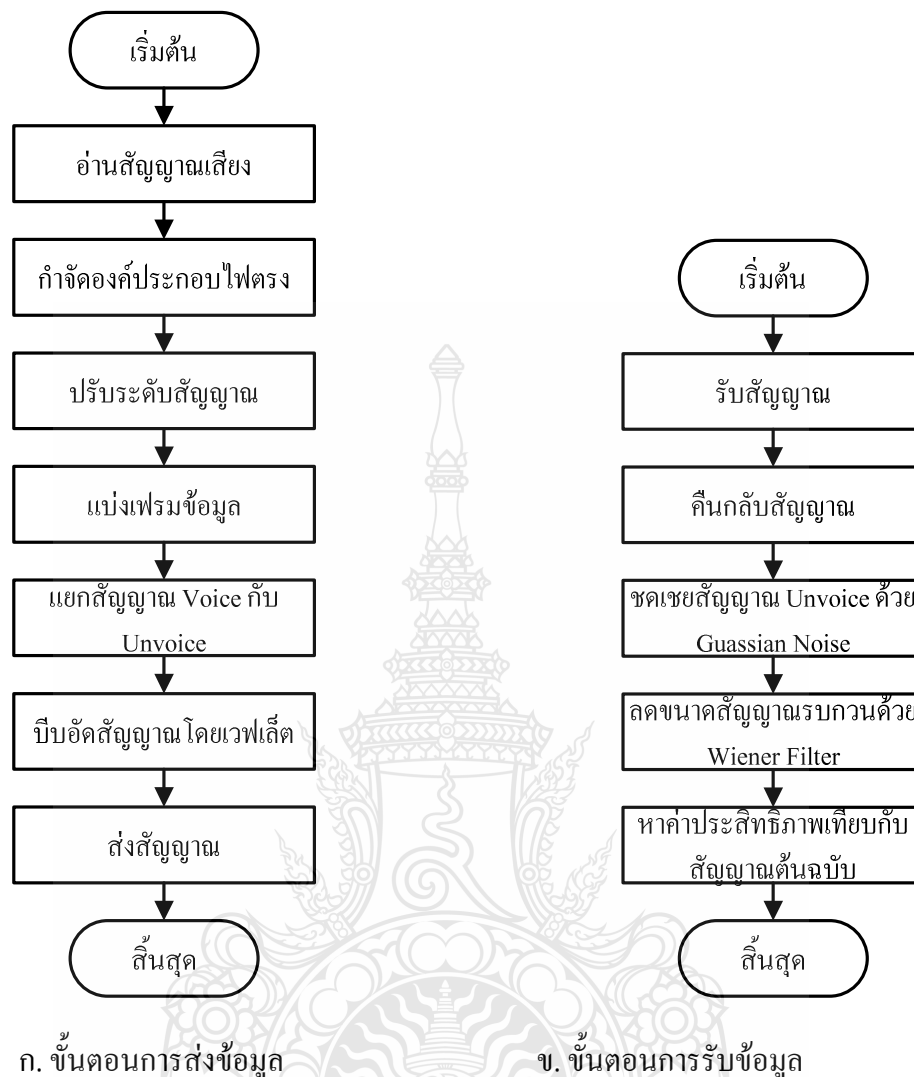 เริ่มต้น
อ่านสัญญาณเสียง
กำจัดองค์ประกอบไฟตรง
ปรับระดับสัญญาณ
แบ่งเฟรมข้อมูล
แยกสัญญาณ Voice กับ
Unvoice
บีบอัดสัญญาณโดยเวฟเล็ต
ส่งสัญญาณ
สิ้นสุด
ก. ขั้นตอนการส่งข้อมูล
เริ่มต้น
รับสัญญาณ
คืนกลับสัญญาณ
ชดเชยสัญญาณ Unvoice ด้วย
Guassian Noise
ลดขนาดสัญญาณรบกวนด้วย
Wiener Filter
หาค่าประสิทธิภาพเทียบกับ
สัญญาณต้นฉบับ
สิ้นสุด
ข. ขั้นตอนการรับข้อมูล